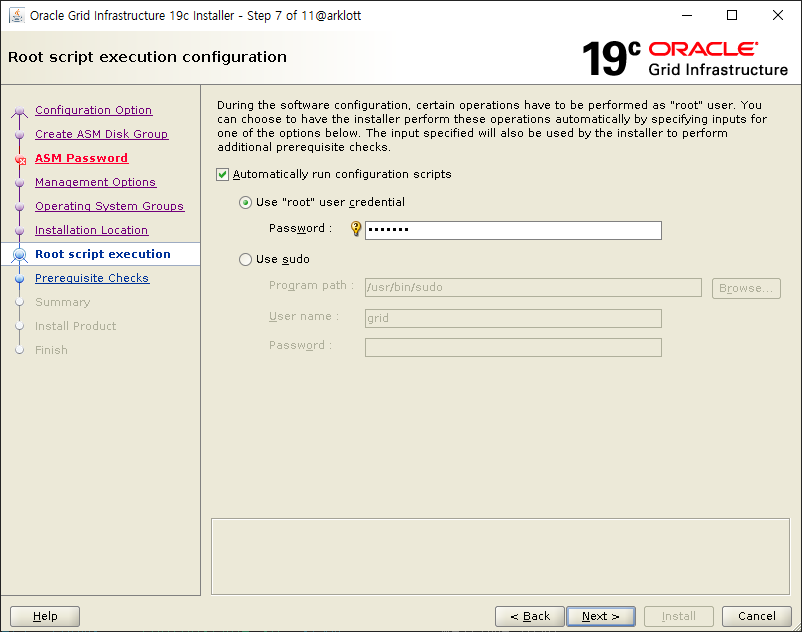 Oracle Grid Infrastructure 19c Installer - Step 7 of 11@arklott
Root script execution configuration
19c ORACLE
Grid Infrastructure
Configuration Option
Create ASM Disk Group
ASM Password
Management Options
Operating System Groups
Installation Location
Root script execution
Prerequisite Checks
Summary
Install Product
Finish
During the software configuration, certain operations have to be performed as "root" user. You
can choose to have the installer perform these operations automatically by specifying inputs for
one of the options below. The input specified will also be used by the installer to perform
additional prerequisite checks.
Automatically run configuration scripts
Use "root" user credential
Password : •••••••
Use sudo
Program path : /usr/bin/sudo Browse...
User name : grid
Password :
Help < Back Next > Install Cancel